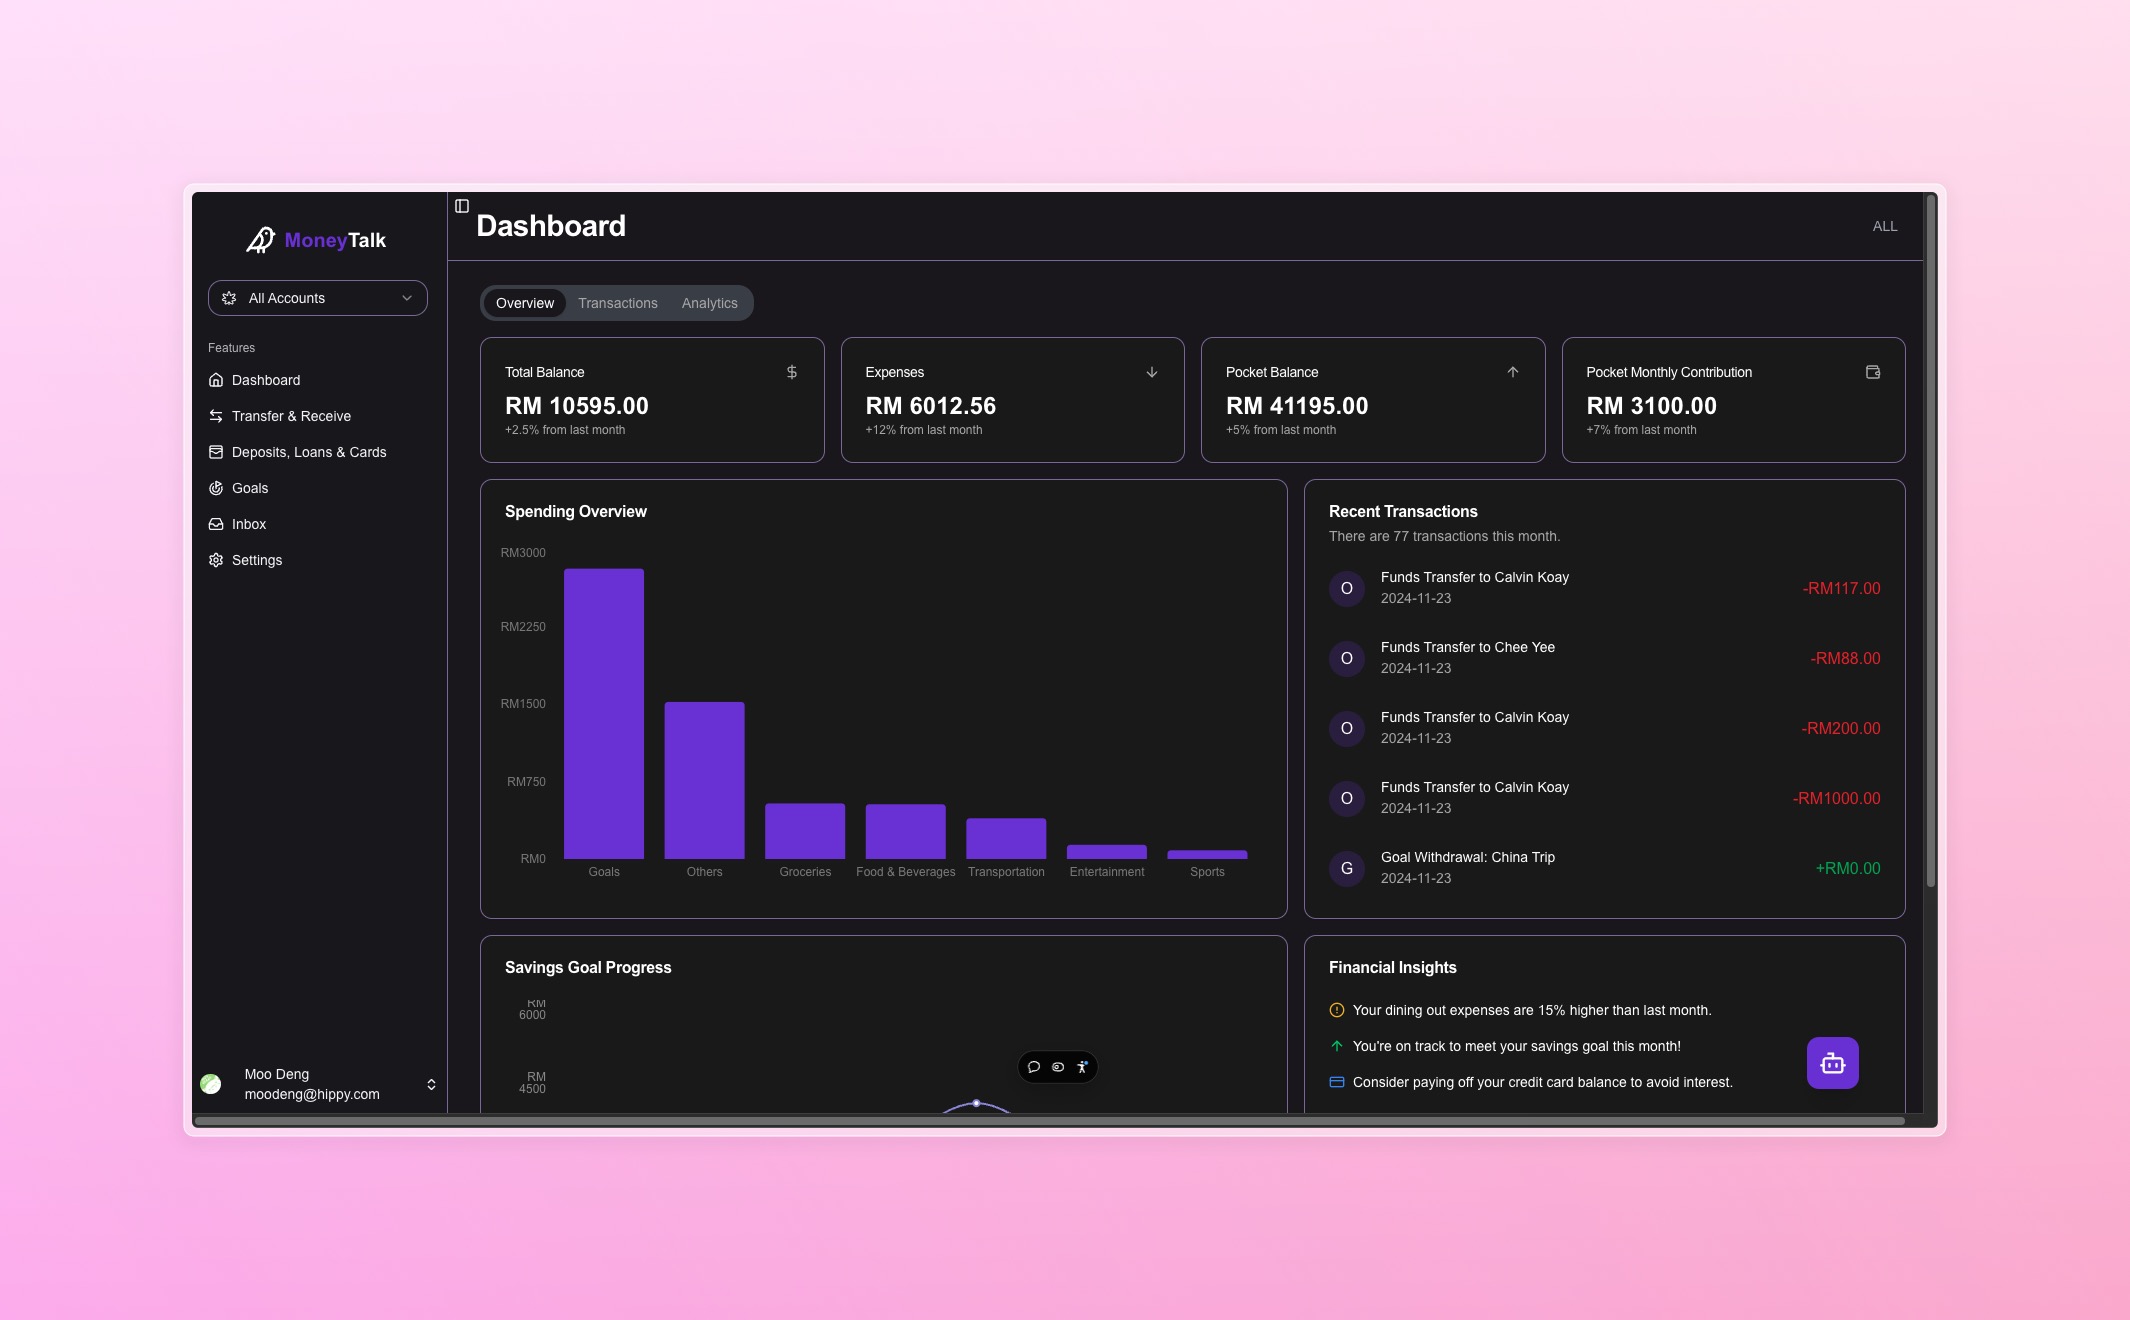 MoneyTalk
All Accounts
Features
Dashboard
Transfer & Receive
Deposits, Loans & Cards
Goals
Inbox
Settings
Moo Deng
moodeng@hippy.com
Dashboard
ALL
Overview Transactions Analytics
Total Balance
RM 10595.00
+2.5% from last month
Expenses
RM 6012.56
+12% from last month
Pocket Balance
RM 41195.00
+5% from last month
Pocket Monthly Contribution
RM 3100.00
+7% from last month
Spending Overview
RM3000
RM2250
RM1500
RM750
RM0
Goals Others Groceries Food & Beverages Transportation Entertainment Sports
Recent Transactions
There are 77 transactions this month.
O
Funds Transfer to Calvin Koay
2024-11-23
-RM117.00
O
Funds Transfer to Chee Yee
2024-11-23
-RM88.00
O
Funds Transfer to Calvin Koay
2024-11-23
-RM200.00
O
Funds Transfer to Calvin Koay
2024-11-23
-RM1000.00
G
Goal Withdrawal: China Trip
2024-11-23
+RM0.00
Savings Goal Progress
RM
6000
RM
4500
Financial Insights
Your dining out expenses are 15% higher than last month.
You're on track to meet your savings goal this month!
Consider paying off your credit card balance to avoid interest.